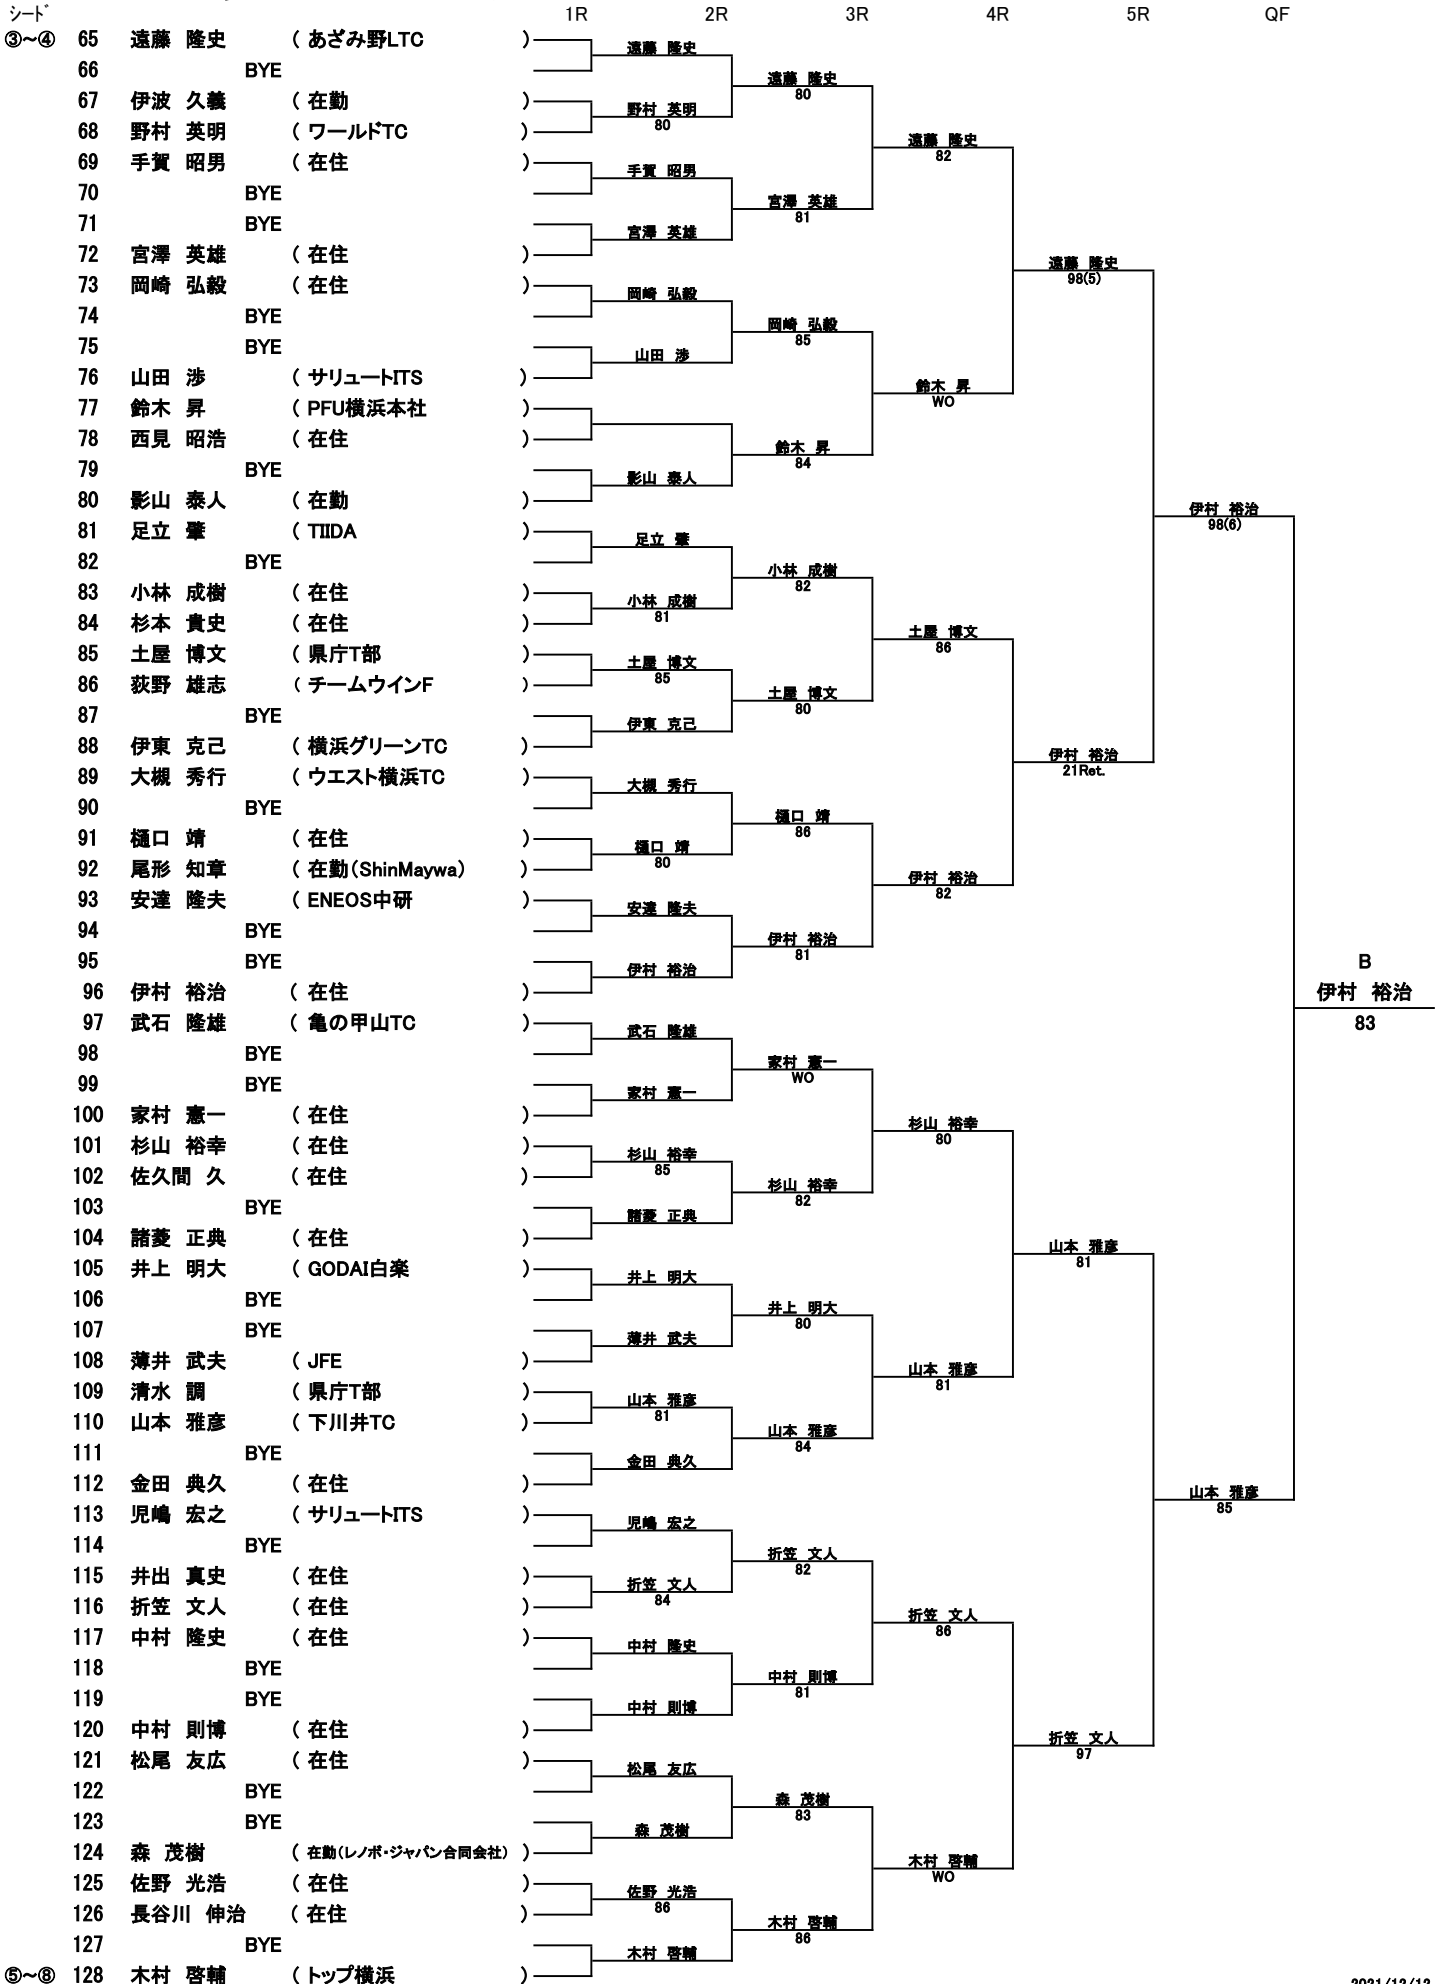 シード 1R 2R 3R 4R 5R QF
③～④ 65 遠藤 隆史 ( あざみ野LTC )
遠藤 隆史
66 BYE
遠藤 隆史
80
67 伊波 久義 ( 在勤 )
野村 英明
80
68 野村 英明 ( ワールドTC )
遠藤 隆史
82
69 手賀 昭男 ( 在住 )
手賀 昭男
70 BYE
宮澤 英雄
81
71 BYE
宮澤 英雄
72 宮澤 英雄 ( 在住 )
遠藤 隆史
98(5)
73 岡崎 弘毅 ( 在住 )
岡崎 弘毅
74 BYE
岡崎 弘毅
85
75 BYE
山田 渉
76 山田 渉 ( サリュートITS )
鈴木 昇
WO
77 鈴木 昇 ( PFU横浜本社 )
78 西見 昭浩 ( 在住 )
鈴木 昇
84
79 BYE
影山 泰人
80 影山 泰人 ( 在勤 )
伊村 裕治
98(6)
81 足立 肇 ( TIIDA )
足立 肇
82 BYE
小林 成樹
82
83 小林 成樹 ( 在住 )
小林 成樹
81
84 杉本 貴史 ( 在住 )
土屋 博文
86
85 土屋 博文 ( 県庁T部 )
土屋 博文
85
86 荻野 雄志 ( チームウインF )
土屋 博文
80
87 BYE
伊東 克己
88 伊東 克己 ( 横浜グリーンTC )
伊村 裕治
21Ret.
89 大槻 秀行 ( ウエスト横浜TC )
大槻 秀行
90 BYE
樋口 靖
86
91 樋口 靖 ( 在住 )
樋口 靖
80
92 尾形 知章 ( 在勤(ShinMaywa) )
伊村 裕治
82
93 安達 隆夫 ( ENEOS中研 )
安達 隆夫
94 BYE
伊村 裕治
81
95 BYE
伊村 裕治
B
96 伊村 裕治 ( 在住 )
伊村 裕治
83
97 武石 隆雄 ( 亀の甲山TC )
武石 隆雄
98 BYE
家村 憲一
WO
99 BYE
家村 憲一
100 家村 憲一 ( 在住 )
杉山 裕幸
80
101 杉山 裕幸 ( 在住 )
杉山 裕幸
85
102 佐久間 久 ( 在住 )
杉山 裕幸
82
103 BYE
諸菱 正典
104 諸菱 正典 ( 在住 )
山本 雅彦
81
105 井上 明大 ( GODAI白楽 )
井上 明大
106 BYE
井上 明大
80
107 BYE
薄井 武夫
108 薄井 武夫 ( JFE )
山本 雅彦
81
109 清水 調 ( 県庁T部 )
山本 雅彦
81
110 山本 雅彦 ( 下川井TC )
山本 雅彦
84
111 BYE
金田 典久
112 金田 典久 ( 在住 )
山本 雅彦
85
113 児嶋 宏之 ( サリュートITS )
児嶋 宏之
114 BYE
折笠 文人
82
115 井出 真史 ( 在住 )
折笠 文人
84
116 折笠 文人 ( 在住 )
折笠 文人
86
117 中村 隆史 ( 在住 )
中村 隆史
118 BYE
中村 則博
81
119 BYE
中村 則博
120 中村 則博 ( 在住 )
折笠 文人
97
121 松尾 友広 ( 在住 )
松尾 友広
122 BYE
森 茂樹
83
123 BYE
森 茂樹
124 森 茂樹 ( 在勤(レノボ・ジャパン合同会社) )
木村 啓輔
WO
125 佐野 光浩 ( 在住 )
佐野 光浩
86
126 長谷川 伸治 ( 在住 )
木村 啓輔
86
127 BYE
木村 啓輔
⑤～⑧ 128 木村 啓輔 ( トップ横浜 )
2021/12/12